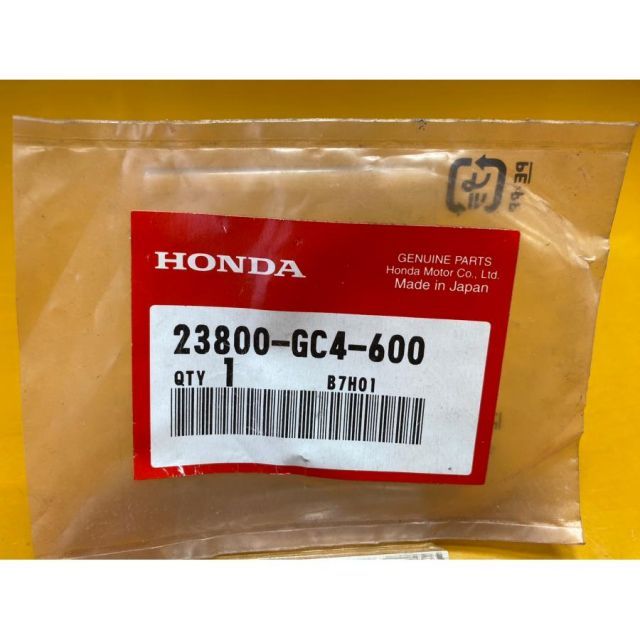 HONDA
GENUINE PARTS
Honda Motor Co., Ltd.
Made in Japan
23800-GC4-600
QTY 1 B7H01